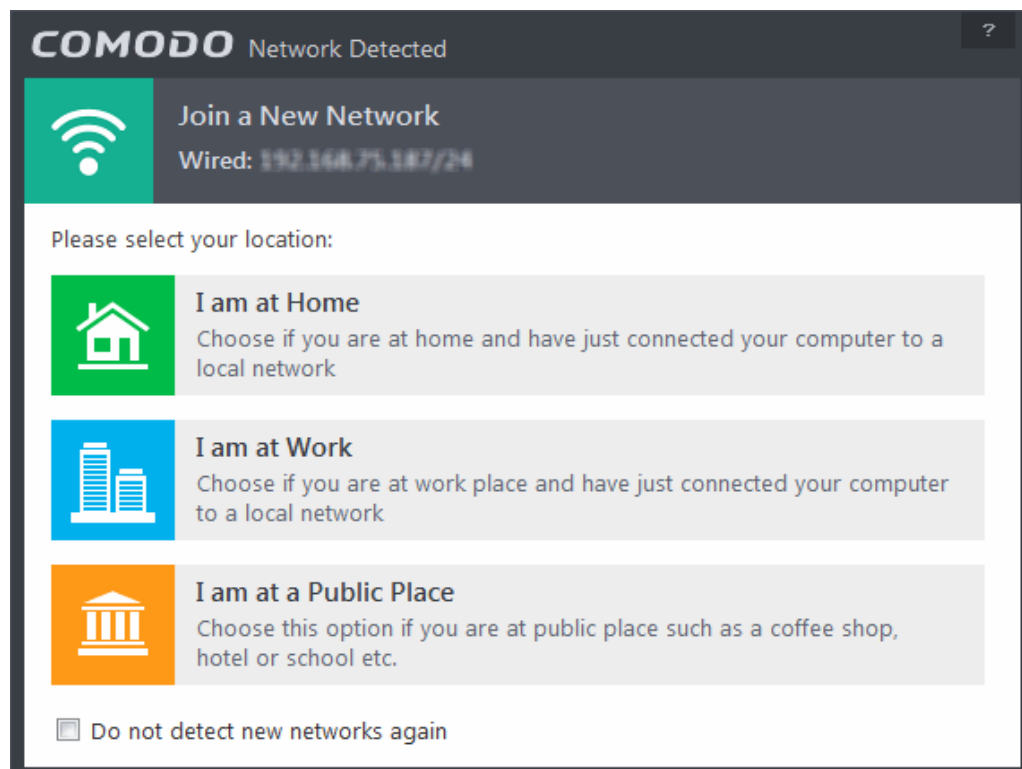 COMODO Network Detected
?
Join a New Network
Wired:
Please select your location:
I am at Home
Choose if you are at home and have just connected your computer to a
local network
I am at Work
Choose if you are at work place and have just connected your computer
to a local network
I am at a Public Place
Choose this option if you are at public place such as a coffee shop,
hotel or school etc.
Do not detect new networks again